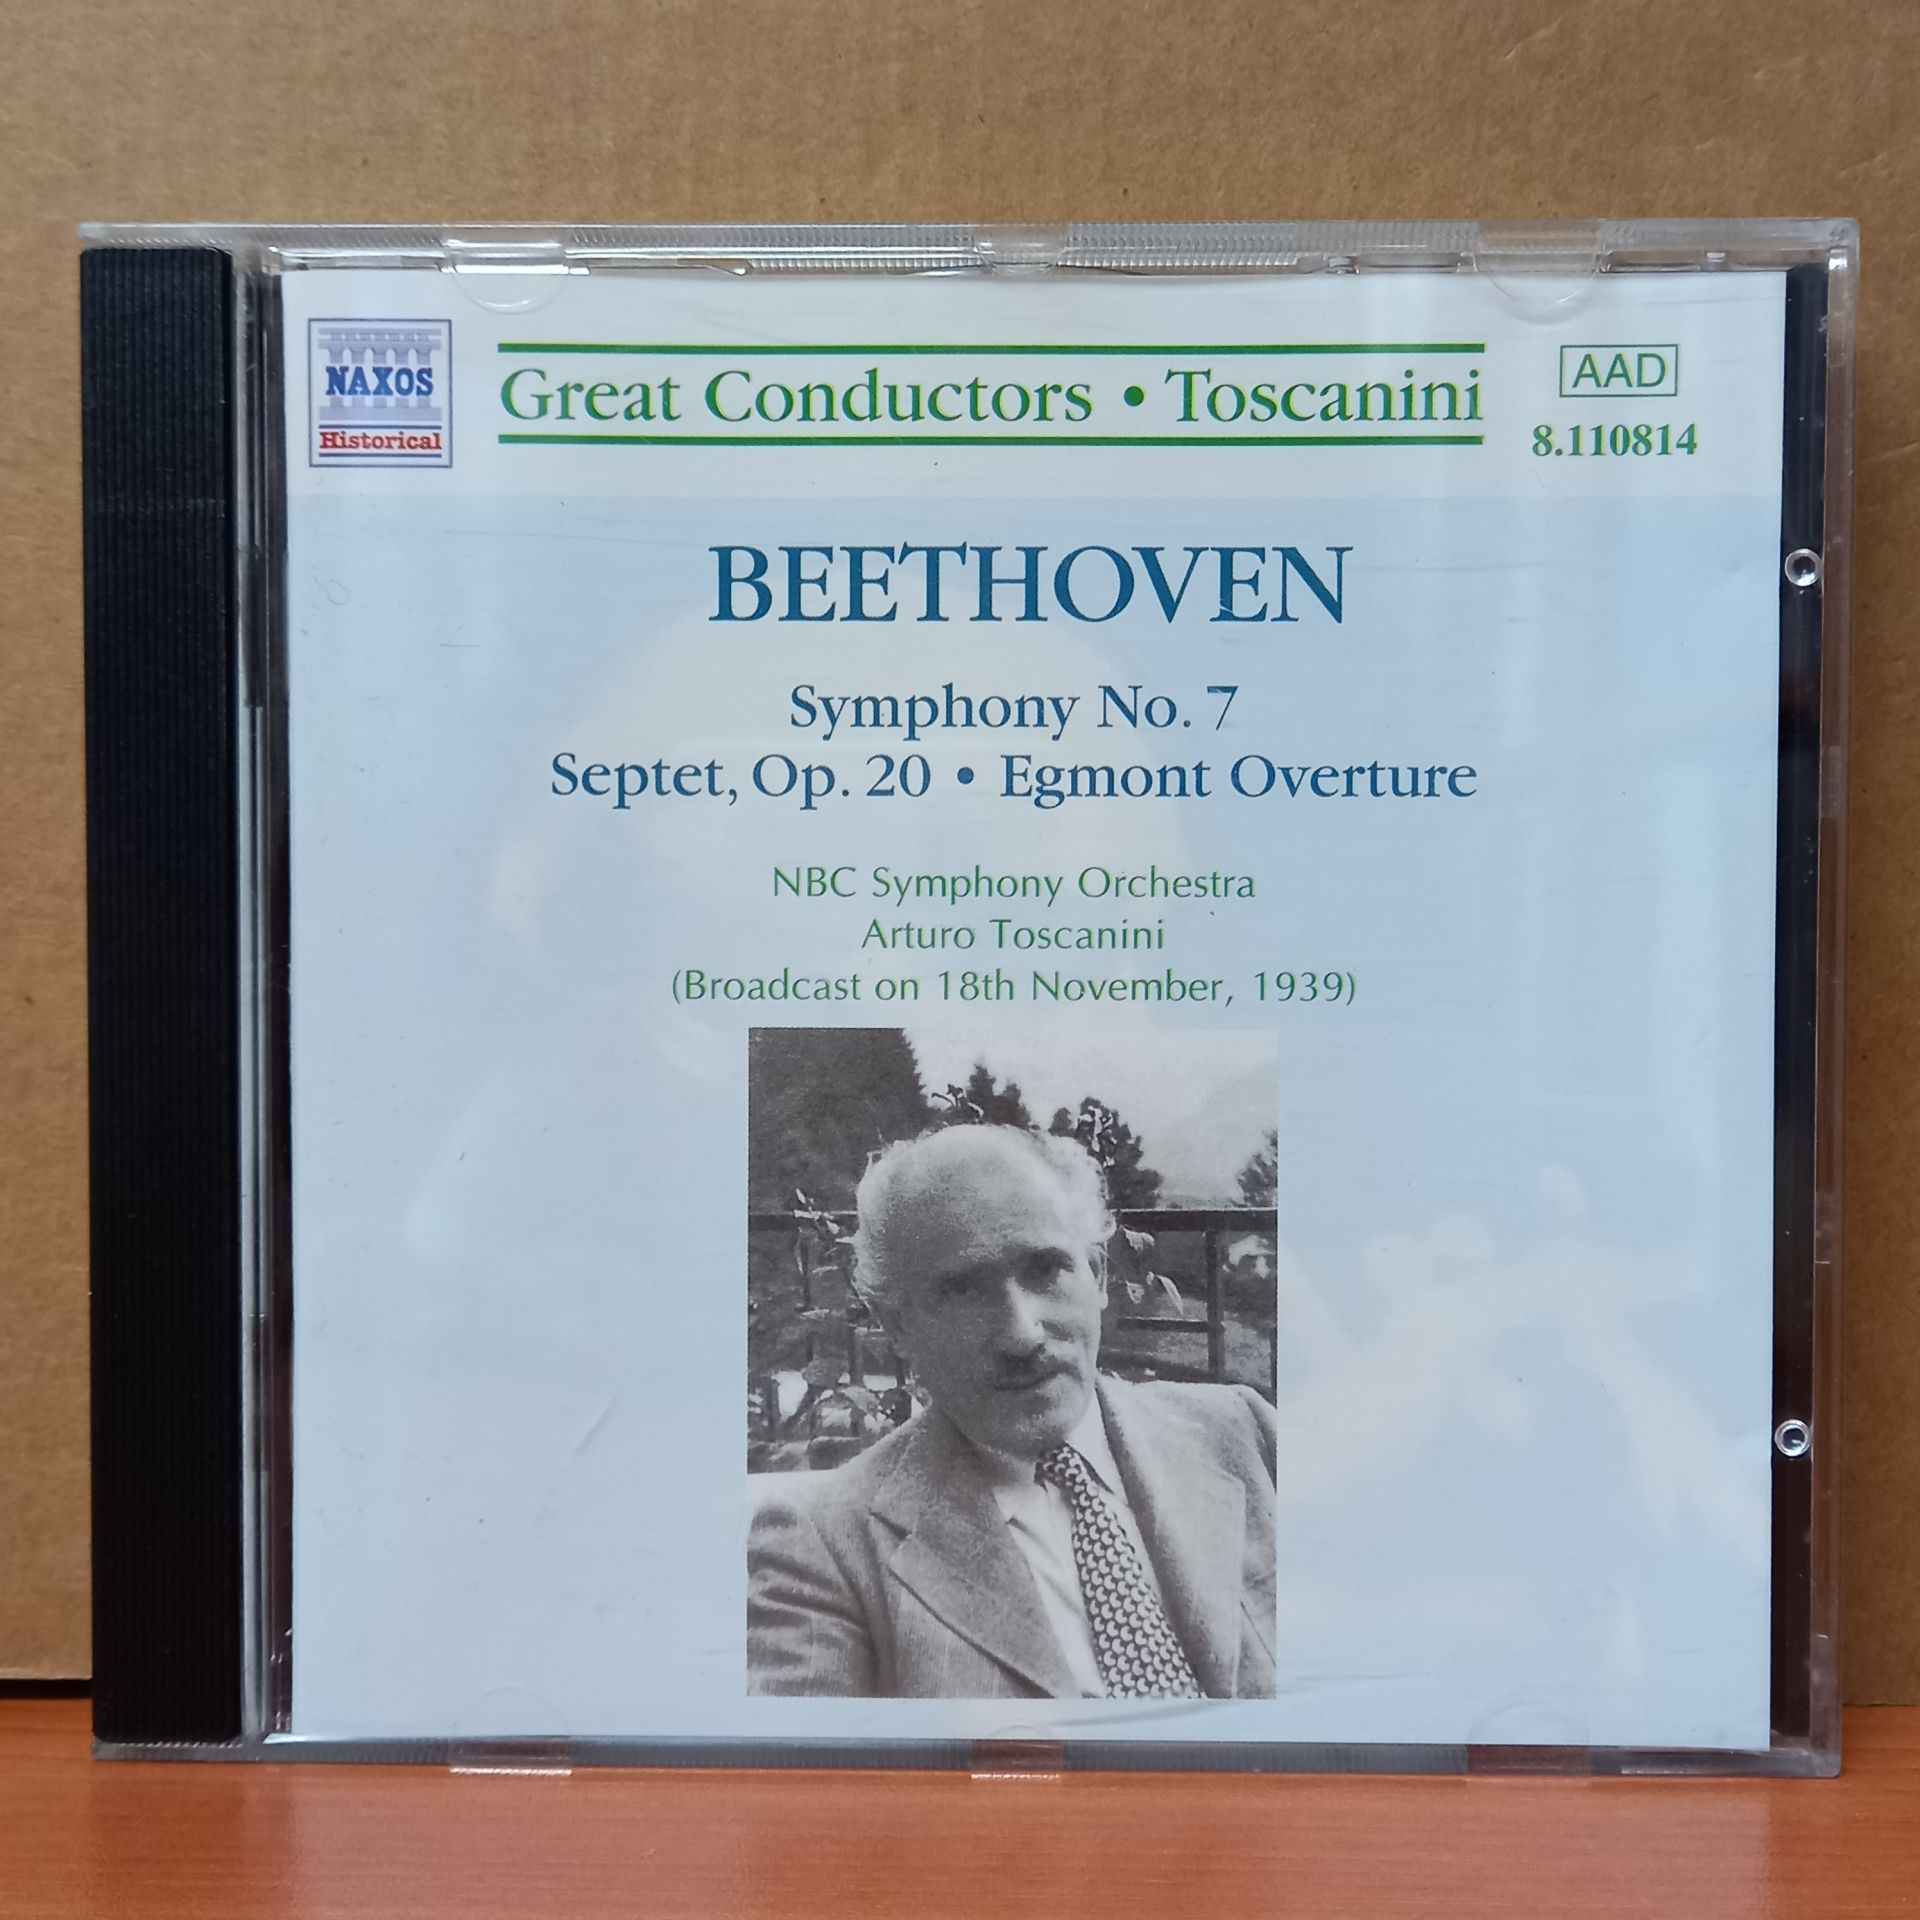 NAXOS
Historical
Great Conductors • Toscanini
AAD
8.110814
BEETHOVEN
Symphony No. 7
Septet, Op. 20 • Egmont Overture
NBC Symphony Orchestra
Arturo Toscanini
(Broadcast on 18th November, 1939)